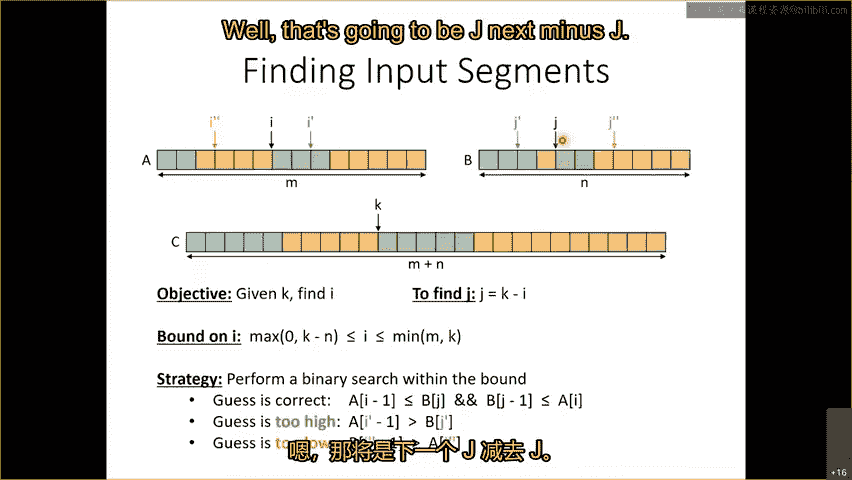 Well, that's going to be J next minus J.
Finding Input Segments
i'' i i' j' j j''
A B
m n
k
C
m + n
Objective: Given k, find i To find j: j = k - i
Bound on i: max(0, k - n) ≤ i ≤ min(m, k)
Strategy: Perform a binary search within the bound
• Guess is correct: A[i - 1] ≤ B[j] && B[j - 1] ≤ A[i]
• Guess is too high: A[i' - 1] > B[j']
• Guess is
嗯，那将是下一个 J 减去 J。
+16